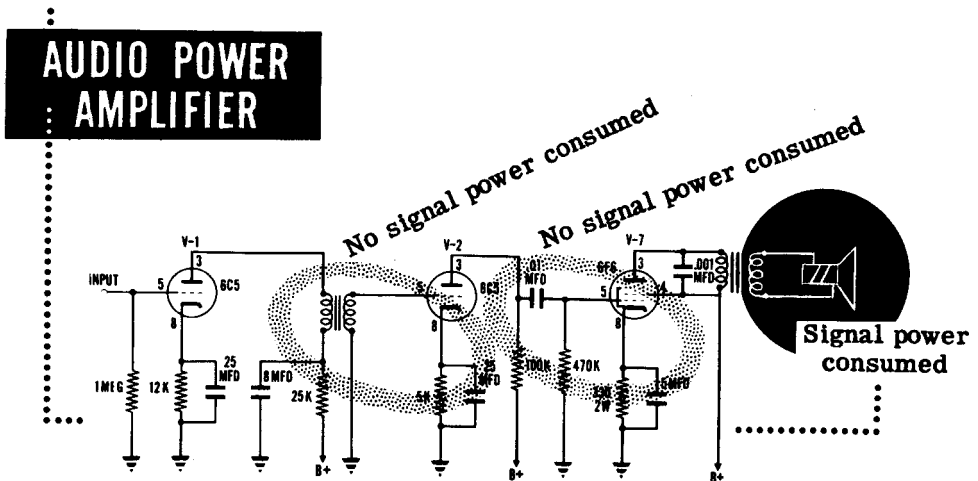 AUDIO POWER
AMPLIFIER
No signal power consumed
No signal power consumed
V-1
3
INPUT
5
6C5
8
1MEG
12K
25
MFD
8MFD
25K
B+
V-2
3
6C5
8
5K
MFD
.01
MFD
100K
B+
470K
V-7
3
6F6
5
4
8
2W
.001
MFD
B+
Signal power
consumed